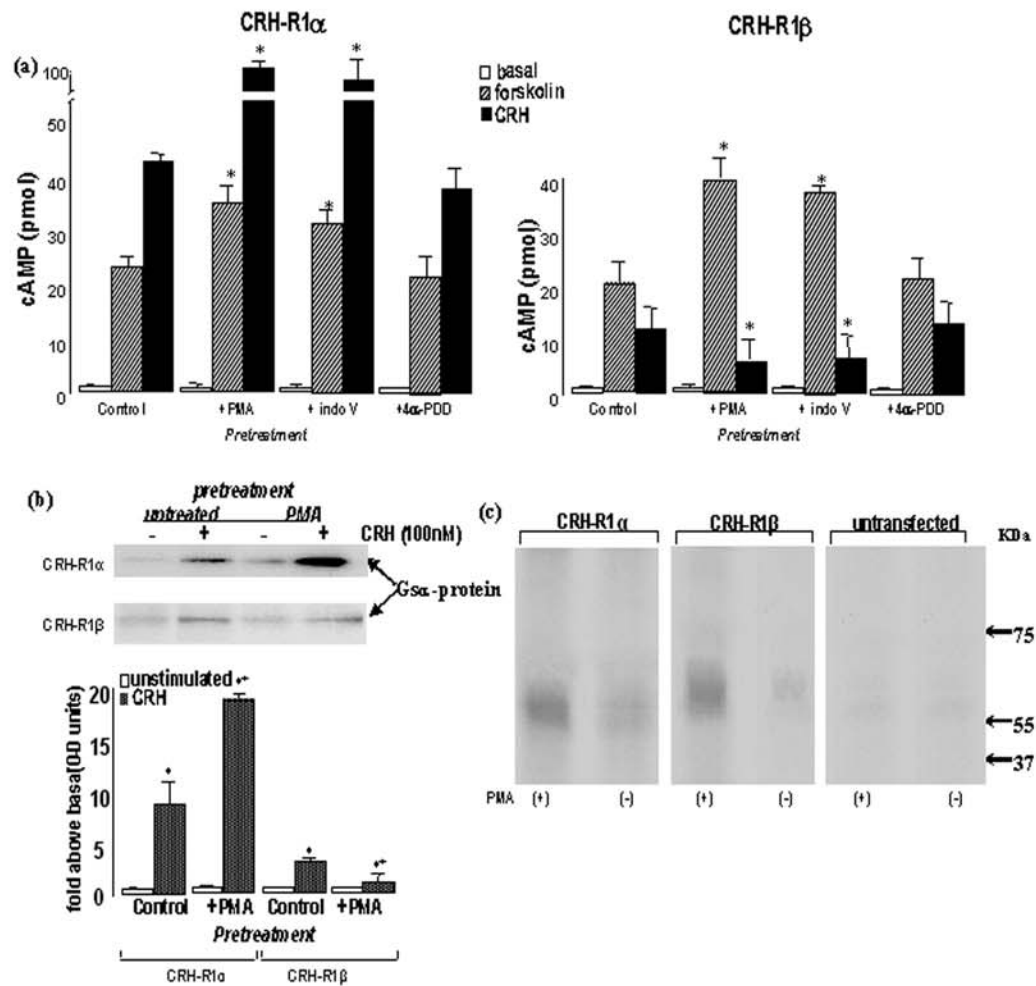 CRH-R1α
CRH-R1β
(a)
basal
forskolin
CRH
100
50
40
30
20
10
0
cAMP (pmol)
* * * *
Control + PMA + indo V +4α-PDD
Pretreatment
40
30
20
10
0
cAMP (pmol)
* * * *
Control + PMA + indo V +4α-PDD
Pretreatment
(b)
pretreatment
untreated PMA
- + - + CRH (100nM)
CRH-R1α
Gsα-protein
CRH-R1β
unstimulated
CRH
20
15
10
5
0
fold above basa(O-D units)
Control +PMA Control +PMA
Pretreatment
CRH-R1α CRH-R1β
(c)
CRH-R1α CRH-R1β untransfected
KDa
75
55
37
PMA (+) (-) (+) (-) (+) (-)